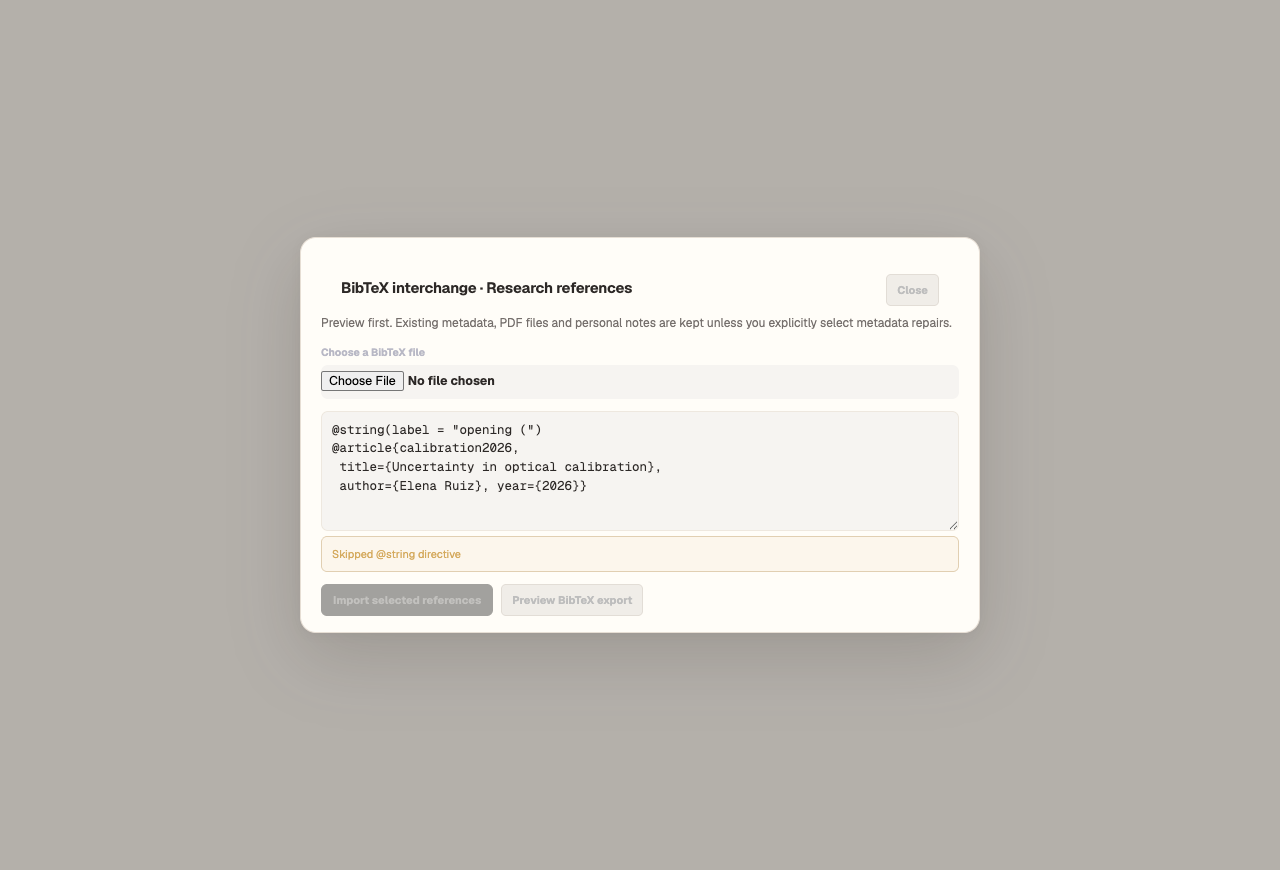 BibTeX interchange · Research references
Close
Preview first. Existing metadata, PDF files and personal notes are kept unless you explicitly select metadata repairs.
Choose a BibTeX file
Choose File No file chosen
@string(label = "opening (")
@article{calibration2026,
 title={Uncertainty in optical calibration},
 author={Elena Ruiz}, year={2026}}
Skipped @string directive
Import selected references
Preview BibTeX export